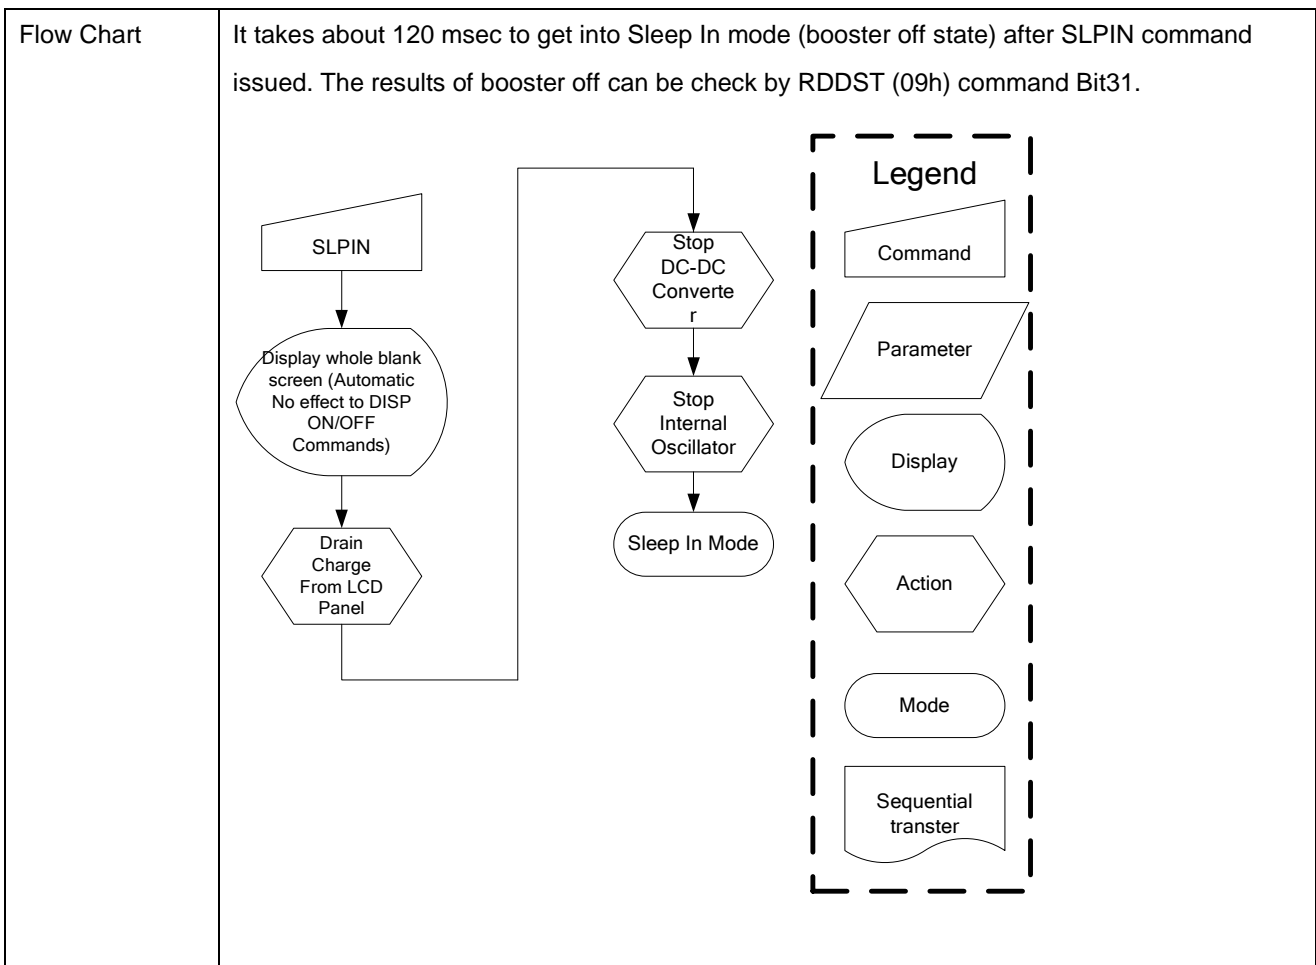 Flow Chart
It takes about 120 msec to get into Sleep In mode (booster off state) after SLPIN command
issued. The results of booster off can be check by RDDST (09h) command Bit31.
SLPIN
Display whole blank
screen (Automatic
No effect to DISP
ON/OFF
Commands)
Drain
Charge
From LCD
Panel
Stop
DC-DC
Converte
r
Stop
Internal
Oscillator
Sleep In Mode
Legend
Command
Parameter
Display
Action
Mode
Sequential
transter